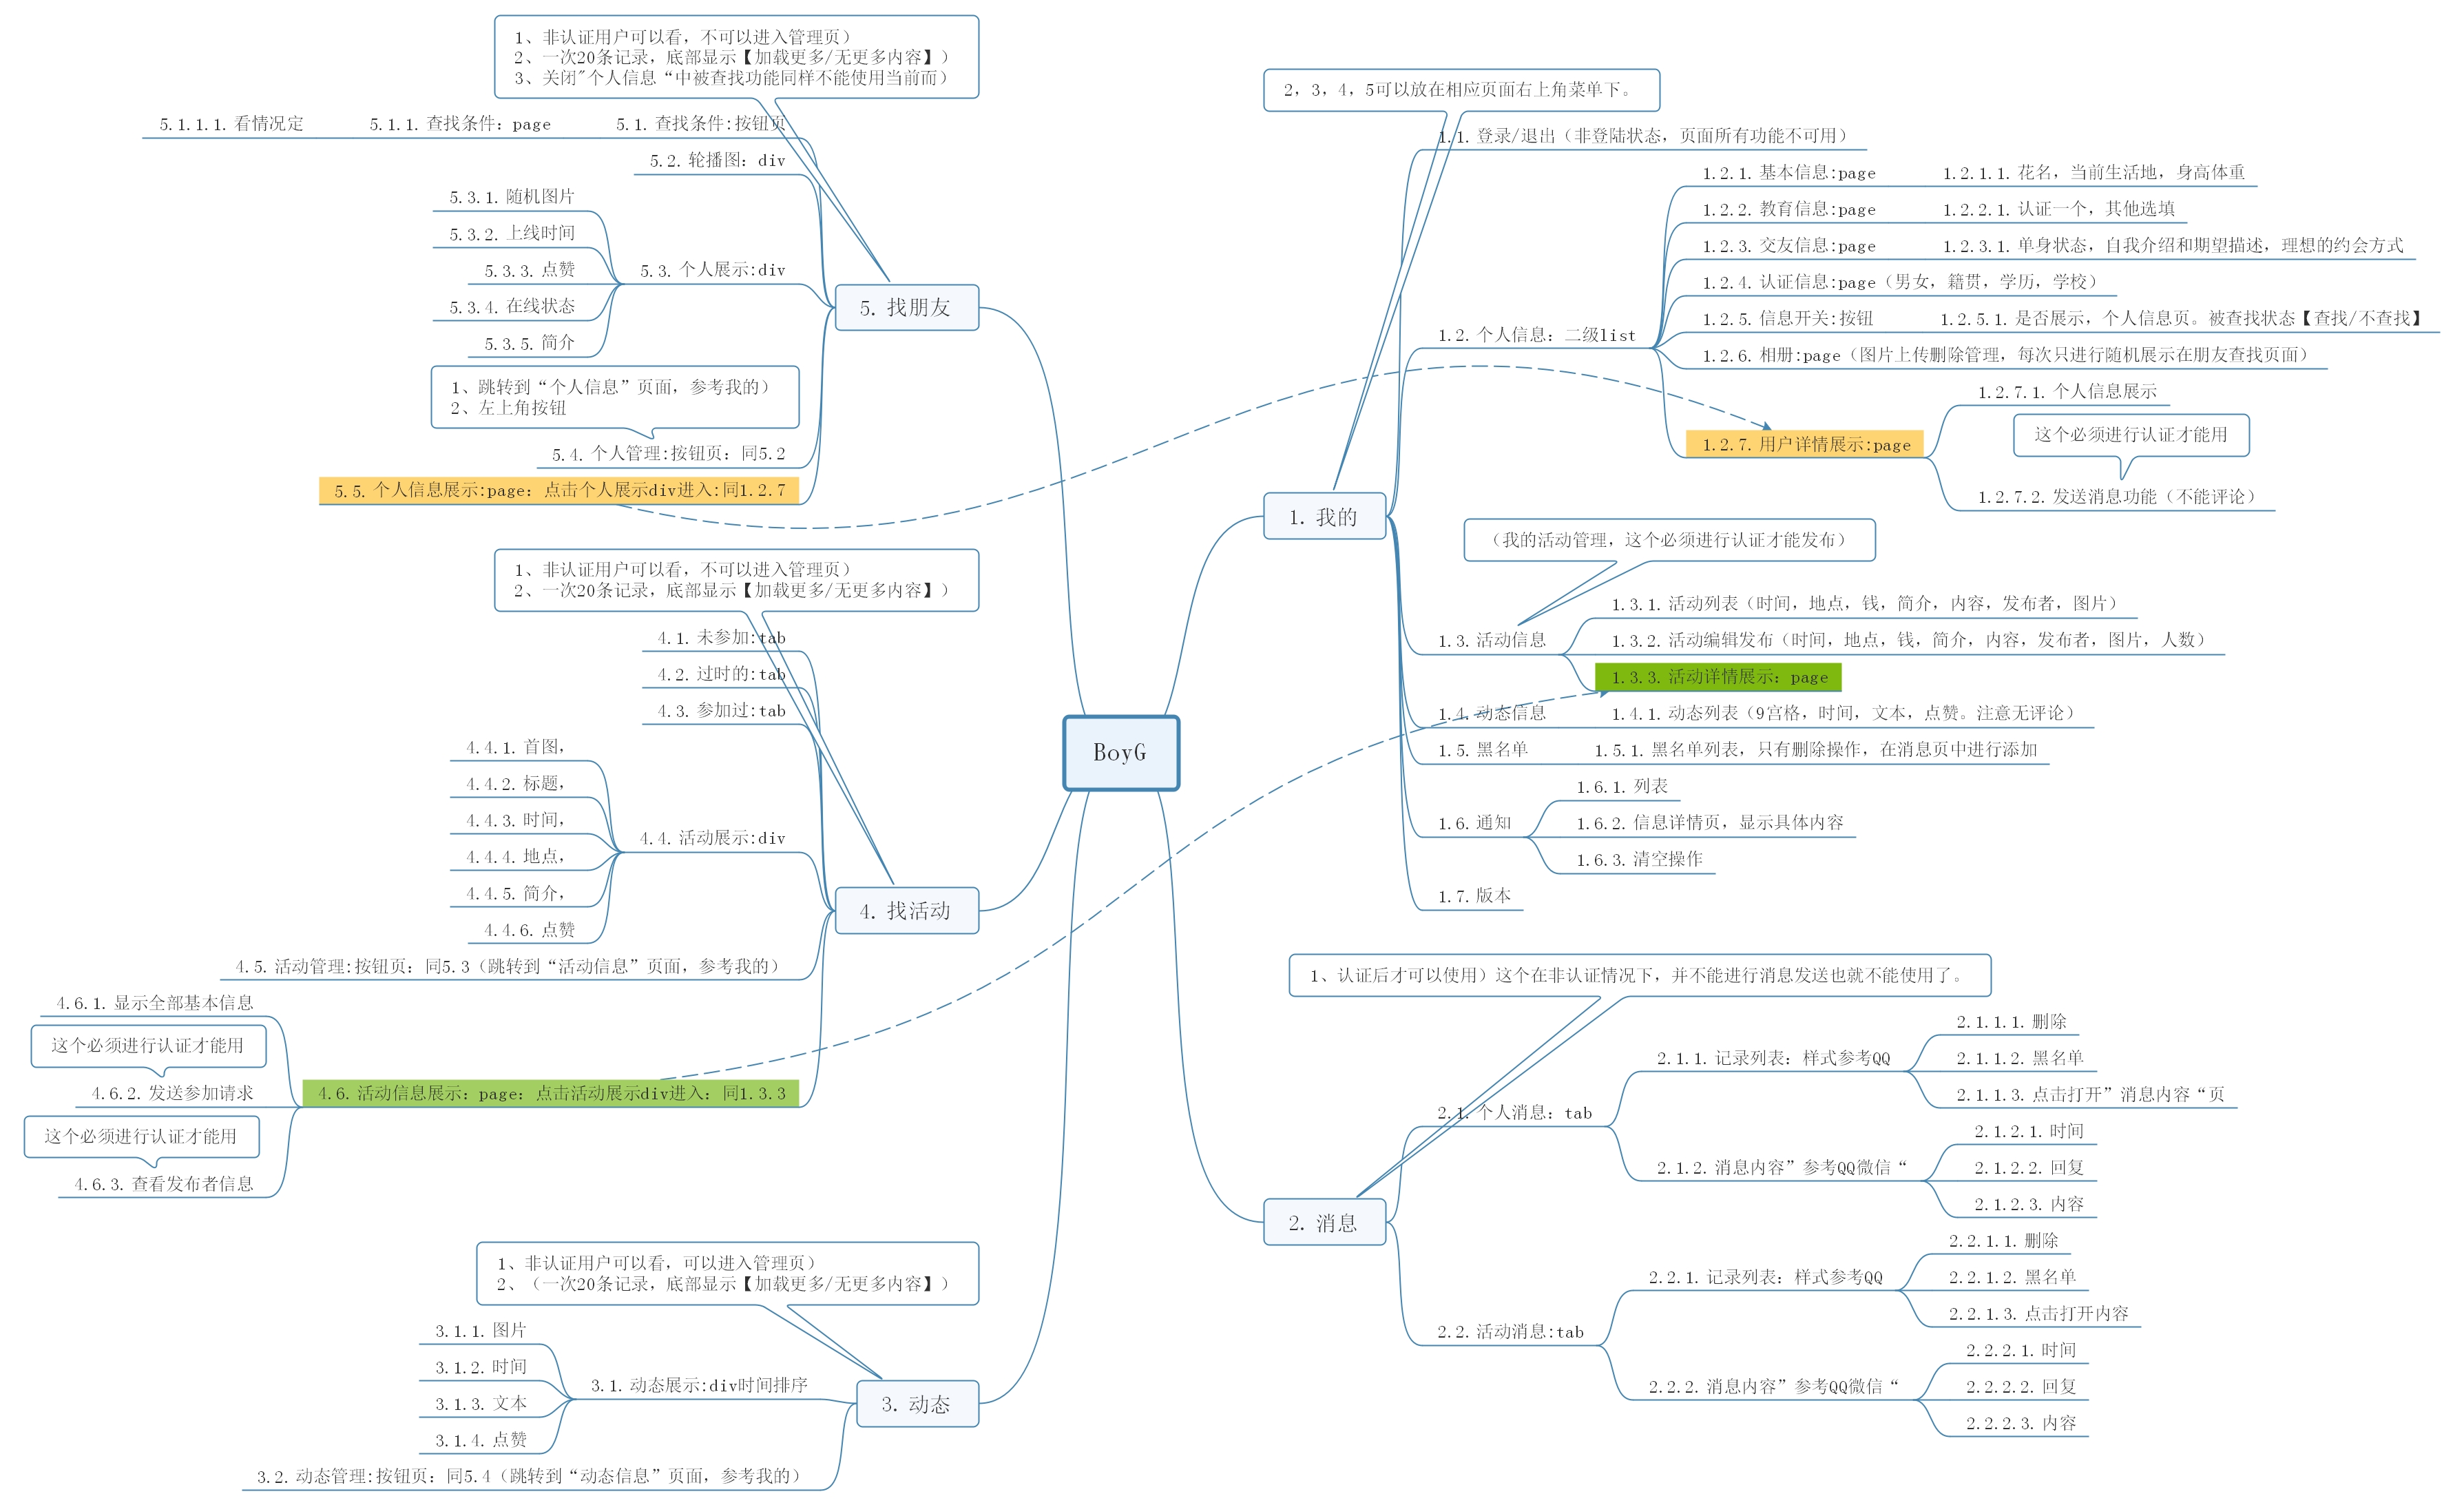 BoyG
1. 我的
2，3，4，5可以放在相应页面右上角菜单下。
1.1. 登录/退出（非登陆状态，页面所有功能不可用）
1.2. 个人信息：二级list
1.2.1. 基本信息:page
1.2.1.1. 花名，当前生活地，身高体重
1.2.2. 教育信息:page
1.2.2.1. 认证一个，其他选填
1.2.3. 交友信息:page
1.2.3.1. 单身状态，自我介绍和期望描述，理想的约会方式
1.2.4. 认证信息:page（男女，籍贯，学历，学校）
1.2.5. 信息开关:按钮
1.2.5.1. 是否展示，个人信息页。被查找状态【查找/不查找】
1.2.6. 相册:page（图片上传删除管理，每次只进行随机展示在朋友查找页面）
1.2.7. 用户详情展示:page
1.2.7.1. 个人信息展示
这个必须进行认证才能用
1.2.7.2. 发送消息功能（不能评论）
（我的活动管理，这个必须进行认证才能发布）
1.3. 活动信息
1.3.1. 活动列表（时间，地点，钱，简介，内容，发布者，图片）
1.3.2. 活动编辑发布（时间，地点，钱，简介，内容，发布者，图片，人数）
1.3.3. 活动详情展示：page
1.4. 动态信息
1.4.1. 动态列表（9宫格，时间，文本，点赞。注意无评论）
1.5. 黑名单
1.5.1. 黑名单列表，只有删除操作，在消息页中进行添加
1.6. 通知
1.6.1. 列表
1.6.2. 信息详情页，显示具体内容
1.6.3. 清空操作
1.7. 版本
2. 消息
1、认证后才可以使用）这个在非认证情况下，并不能进行消息发送也就不能使用了。
2.1. 个人消息：tab
2.1.1. 记录列表：样式参考QQ
2.1.1.1. 删除
2.1.1.2. 黑名单
2.1.1.3. 点击打开”消息内容“页
2.1.2. 消息内容”参考QQ微信“
2.1.2.1. 时间
2.1.2.2. 回复
2.1.2.3. 内容
2.2. 活动消息:tab
2.2.1. 记录列表：样式参考QQ
2.2.1.1. 删除
2.2.1.2. 黑名单
2.2.1.3. 点击打开内容
2.2.2. 消息内容”参考QQ微信“
2.2.2.1. 时间
2.2.2.2. 回复
2.2.2.3. 内容
3. 动态
1、非认证用户可以看，可以进入管理页）
2、（一次20条记录，底部显示【加载更多/无更多内容】）
3.1. 动态展示:div时间排序
3.1.1. 图片
3.1.2. 时间
3.1.3. 文本
3.1.4. 点赞
3.2. 动态管理:按钮页：同5.4（跳转到“动态信息”页面，参考我的）
4. 找活动
1、非认证用户可以看，不可以进入管理页）
2、一次20条记录，底部显示【加载更多/无更多内容】）
4.1. 未参加:tab
4.2. 过时的:tab
4.3. 参加过:tab
4.4. 活动展示:div
4.4.1. 首图，
4.4.2. 标题，
4.4.3. 时间，
4.4.4. 地点，
4.4.5. 简介，
4.4.6. 点赞
4.5. 活动管理:按钮页：同5.3（跳转到“活动信息”页面，参考我的）
4.6. 活动信息展示：page：点击活动展示div进入：同1.3.3
4.6.1. 显示全部基本信息
这个必须进行认证才能用
4.6.2. 发送参加请求
这个必须进行认证才能用
4.6.3. 查看发布者信息
5. 找朋友
1、非认证用户可以看，不可以进入管理页）
2、一次20条记录，底部显示【加载更多/无更多内容】）
3、关闭"个人信息“中被查找功能同样不能使用当前而）
5.1. 查找条件:按钮页
5.1.1. 查找条件：page
5.1.1.1. 看情况定
5.2. 轮播图：div
5.3. 个人展示:div
5.3.1. 随机图片
5.3.2. 上线时间
5.3.3. 点赞
5.3.4. 在线状态
5.3.5. 简介
1、跳转到“个人信息”页面，参考我的）
2、左上角按钮
5.4. 个人管理:按钮页：同5.2
5.5. 个人信息展示:page：点击个人展示div进入:同1.2.7